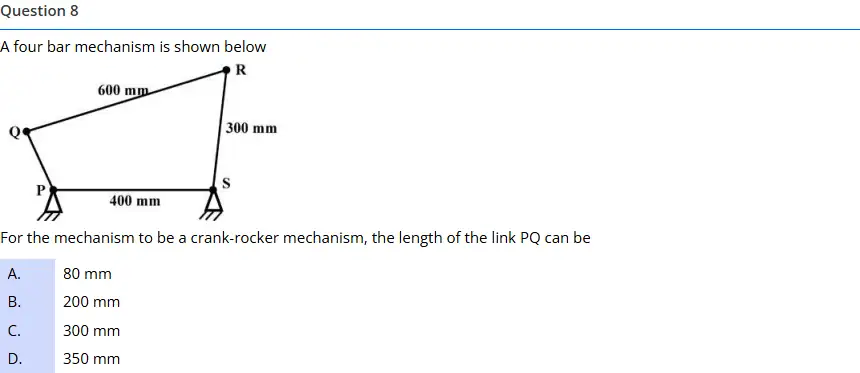 Question 8
A four bar mechanism is shown below
R
600 mm
Q
300 mm
P
S
400 mm
For the mechanism to be a crank-rocker mechanism, the length of the link PQ can be
A. 80 mm
B. 200 mm
C. 300 mm
D. 350 mm